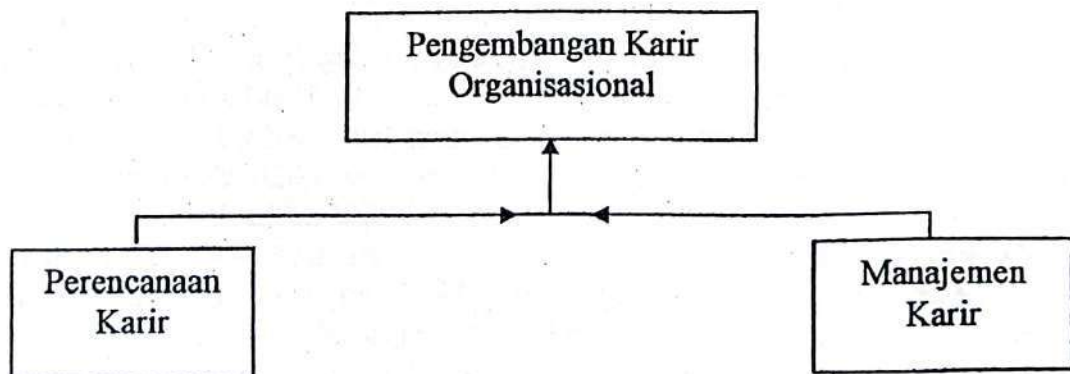 Pengembangan Karir
Organisasional
Perencanaan
Karir
Manajemen
Karir